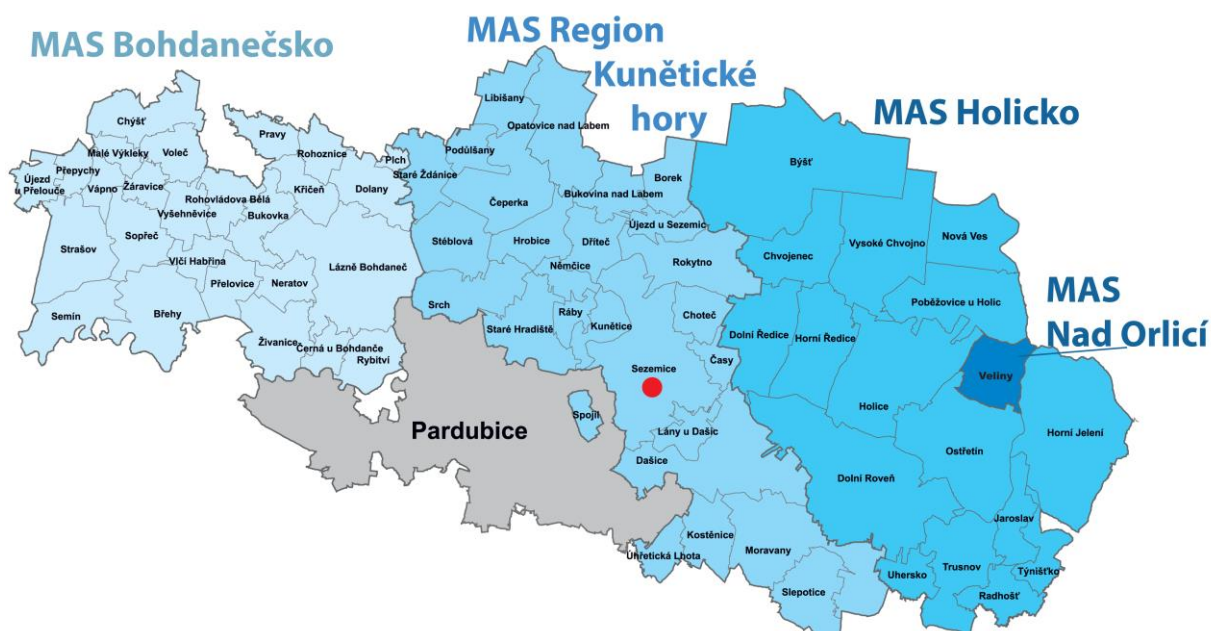 MAS Bohdanečsko
MAS Region
Kunětické
hory
MAS Holicko
MAS
Nad Orlicí
Chýšť
Malé Výkleky
Voleč
Újezd
u Přelouče
Přepychy
Vápno
Žáravice
Rohovládova Bělá
Vyšehněvice
Bukovka
Pravy
Rohoznice
Křičeň
Dolany
Plch
Strašov
Sopřeč
Vlčí Habřina
Přelovice
Neratov
Lázně Bohdaneč
Semín
Břehy
Živanice
Černá u Bohdanče
Rybitví
Libišany
Opatovice nad Labem
Podůlšany
Staré Ždánice
Čeperka
Bukovina nad Labem
Borek
Stéblová
Hrobice
Dříteč
Újezd u Sezemic
Němčice
Rokytno
Srch
Staré Hradiště
Ráby
Kunětice
Choteč
Časy
Sezemice
Spojil
Pardubice
Lány u Dašic
Dašice
Kostěnice
Úhřetická Lhota
Moravany
Slepotice
Býšť
Chvojenec
Vysoké Chvojno
Nová Ves
Poběžovice u Holic
Dolní Ředice
Horní Ředice
Veliny
Holice
Horní Jelení
Ostřetín
Dolní Roveň
Jaroslav
Uhersko
Trusnov
Týnišťko
Radhošť